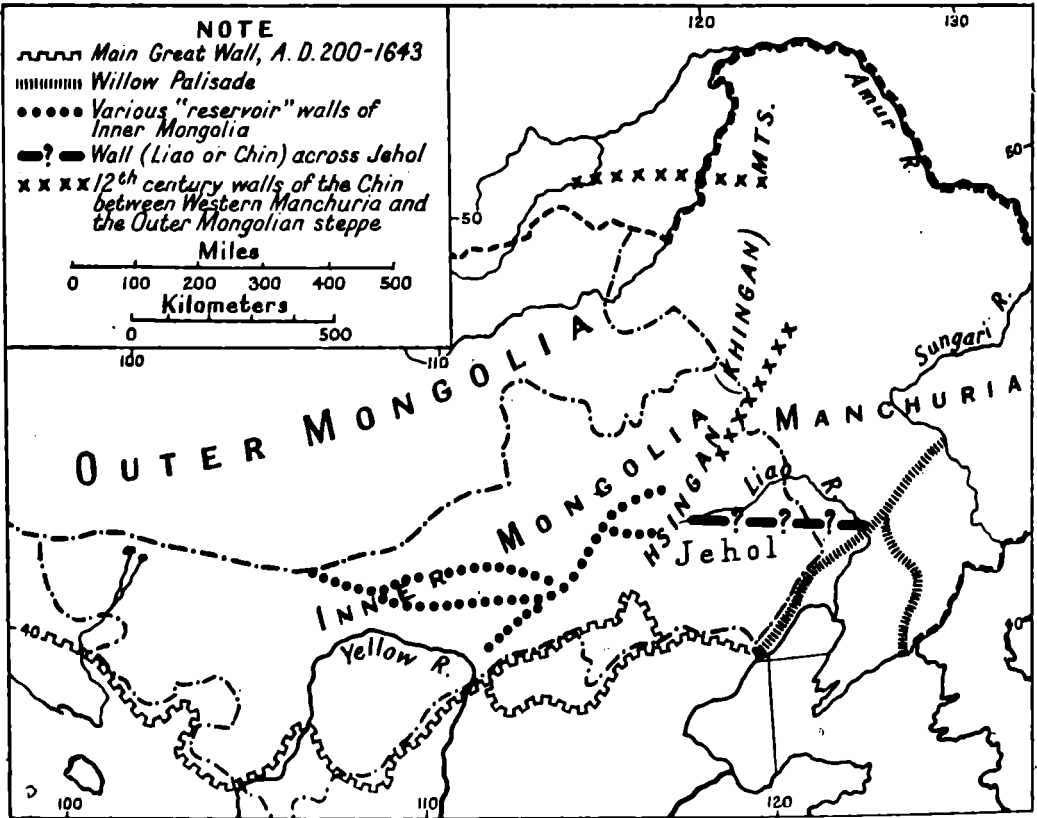 NOTE
Main Great Wall, A.D. 200-1643
Willow Palisade
Various "reservoir" walls of
Inner Mongolia
? Wall (Liao or Chin) across Jehol
x x x x 12th century walls of the Chin
between Western Manchuria and
the Outer Mongolian steppe
Miles
0 100 200 300 400 500
Kilometers
0 500
120
130
Amur R
50
50
MTS.
(KHINGAN)
HSINGAN
100
110
OUTER MONGOLIA
Sungari R.
MANCHURIA
INNER MONGOLIA
Liao R.
? ? ?
Jehol
40
Yellow R.
100
110
120